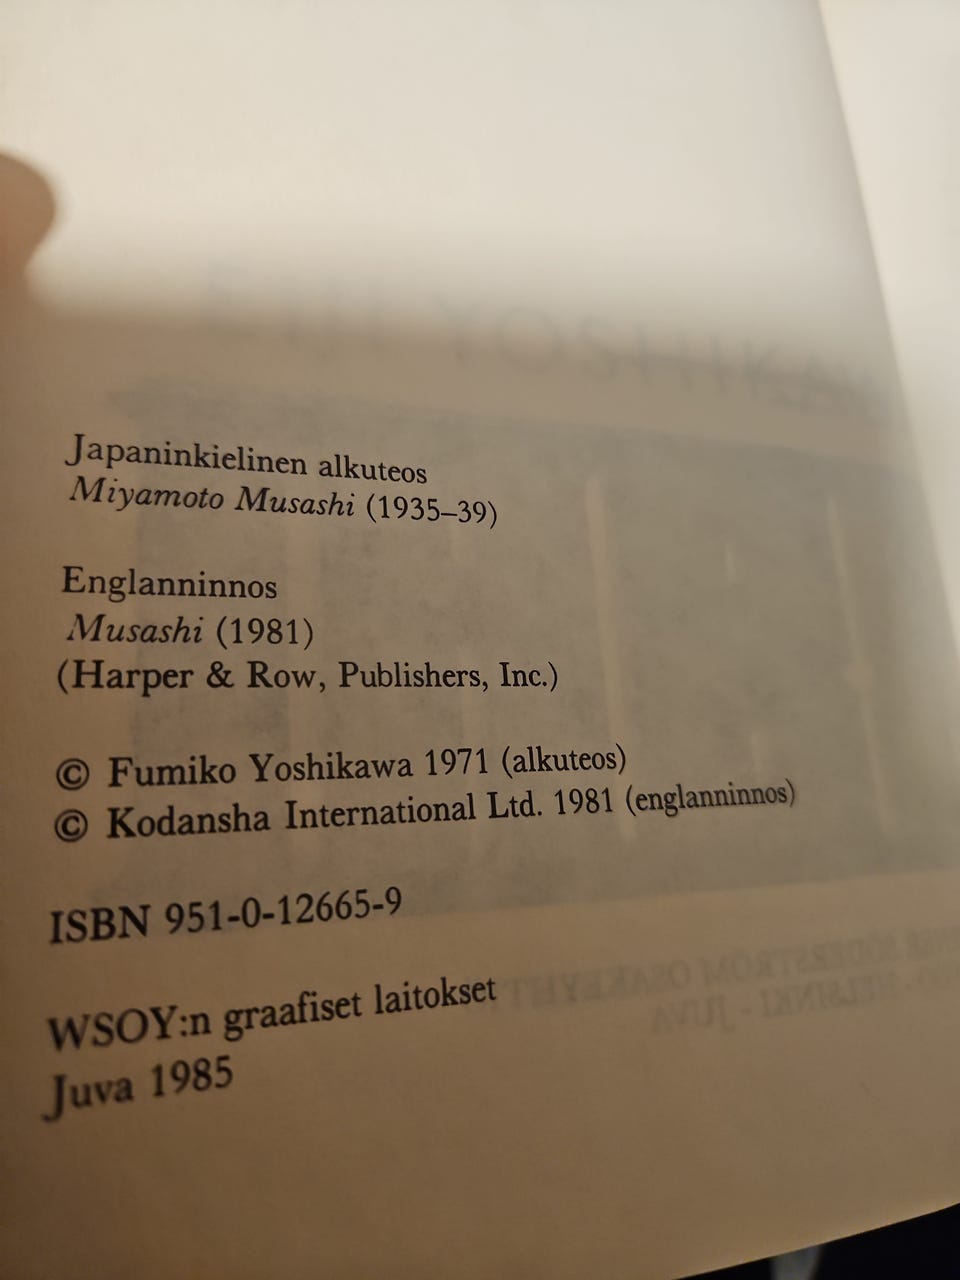 Japaninkielinen alkuteos
Miyamoto Musashi (1935–39)
Englanninnos
Musashi (1981)
(Harper & Row, Publishers, Inc.)
© Fumiko Yoshikawa 1971 (alkuteos)
© Kodansha International Ltd. 1981 (englanninnos)
ISBN 951-0-12665-9
WSOY:n graafiset laitokset
Juva 1985